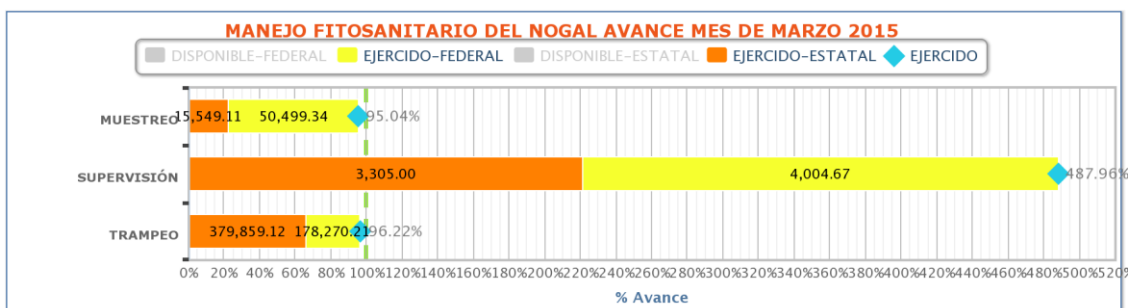 MANEJO FITOSANITARIO DEL NOGAL AVANCE MES DE MARZO 2015
DISPONIBLE-FEDERAL EJERCIDO-FEDERAL DISPONIBLE-ESTATAL EJERCIDO-ESTATAL EJERCIDO
MUESTREO 15,549.11 50,499.34 95.04%
SUPERVISIÓN 3,305.00 4,004.67 487.96%
TRAMPEO 379,859.12 178,270.21 96.22%
0% 20% 40% 60% 80% 100% 120% 140% 160% 180% 200% 220% 240% 260% 280% 300% 320% 340% 360% 380% 400% 420% 440% 460% 480% 500% 520%
% Avance